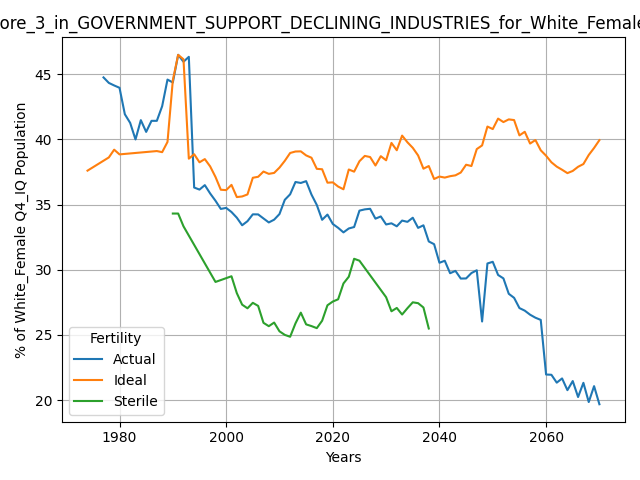 ore_3_in_GOVERNMENT_SUPPORT_DECLINING_INDUSTRIES_for_White_Female
% of White_Female Q4_IQ Population
45
40
35
30
25
20
Fertility
Actual
Ideal
Sterile
1980 2000 2020 2040 2060
Years